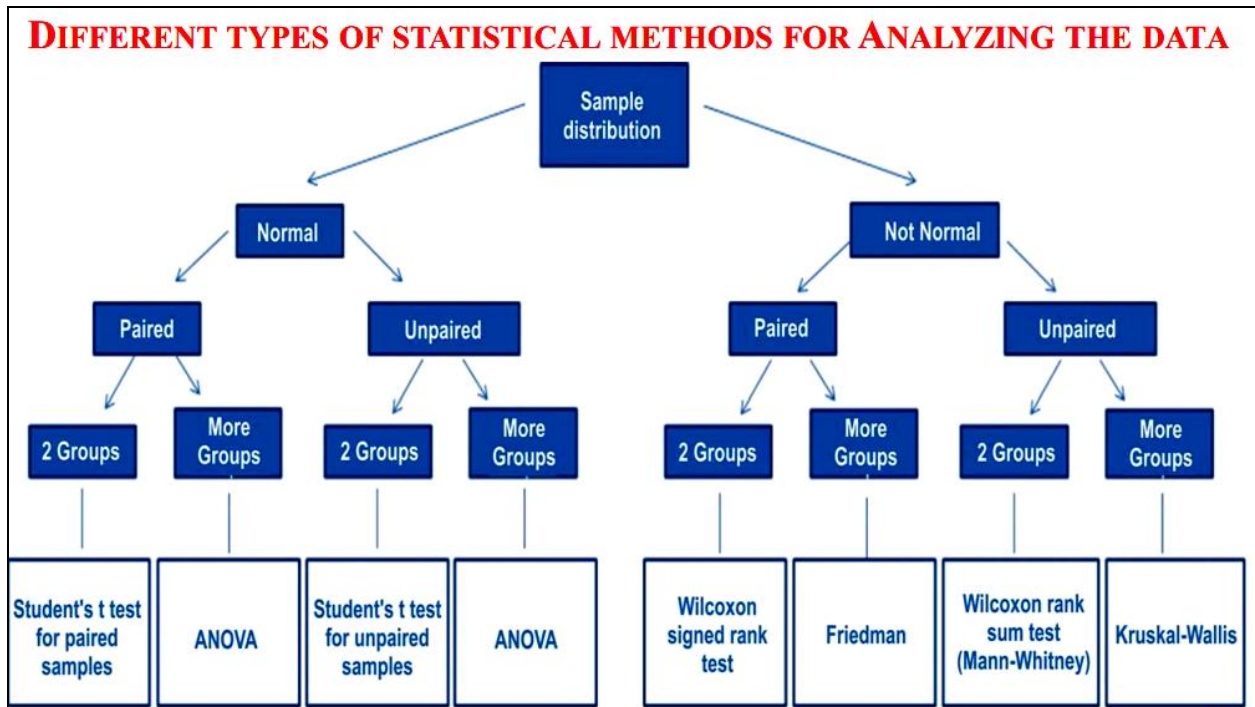 DIFFERENT TYPES OF STATISTICAL METHODS FOR ANALYZING THE DATA
Sample
distribution
Normal
Not Normal
Paired
Unpaired
Paired
Unpaired
2 Groups
More
Groups
2 Groups
More
Groups
2 Groups
More
Groups
2 Groups
More
Groups
Student's t test
for paired
samples
ANOVA
Student's t test
for unpaired
samples
ANOVA
Wilcoxon
signed rank
test
Friedman
Wilcoxon rank
sum test
(Mann-Whitney)
Kruskal-Wallis